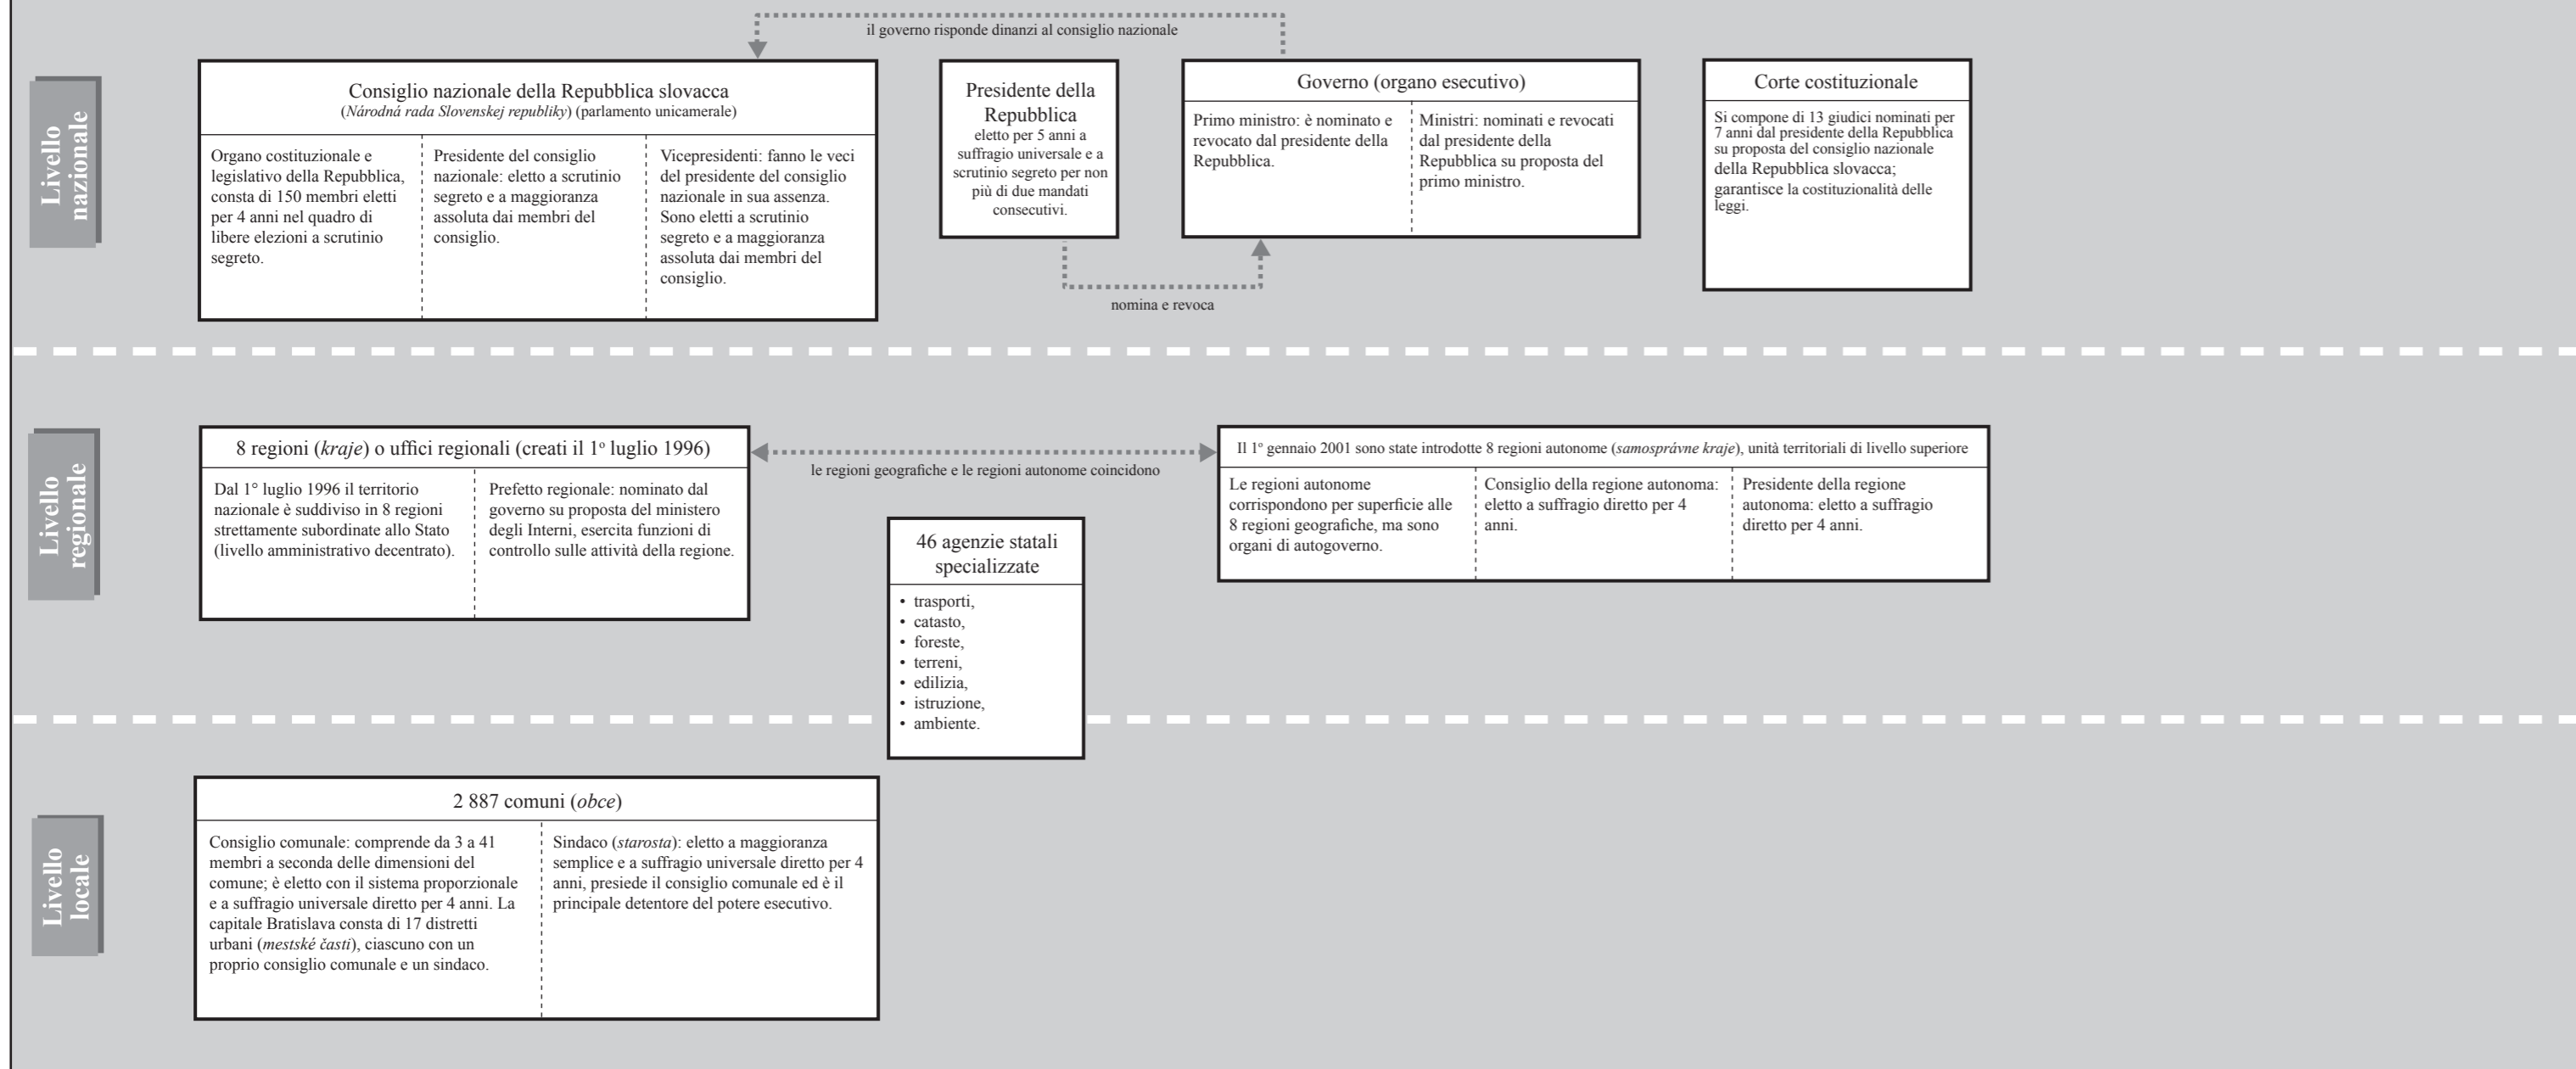 il governo risponde dinanzi al consiglio nazionale
Livello
nazionale
Consiglio nazionale della Repubblica slovacca
(Národná rada Slovenskej republiky) (parlamento unicamerale)
Organo costituzionale e
legislativo della Repubblica,
consta di 150 membri eletti
per 4 anni nel quadro di
libere elezioni a scrutinio
segreto.
Presidente del consiglio
nazionale: eletto a scrutinio
segreto e a maggioranza
assoluta dai membri del
consiglio.
Vicepresidenti: fanno le veci
del presidente del consiglio
nazionale in sua assenza.
Sono eletti a scrutinio
segreto e a maggioranza
assoluta dai membri del
consiglio.
Presidente della
Repubblica
eletto per 5 anni a
suffragio universale e a
scrutinio segreto per non
più di due mandati
consecutivi.
Governo (organo esecutivo)
Primo ministro: è nominato e
revocato dal presidente della
Repubblica.
Ministri: nominati e revocati
dal presidente della
Repubblica su proposta del
primo ministro.
nomina e revoca
Corte costituzionale
Si compone di 13 giudici nominati per
7 anni dal presidente della Repubblica
su proposta del consiglio nazionale
della Repubblica slovacca;
garantisce la costituzionalità delle
leggi.
Livello
regionale
8 regioni (kraje) o uffici regionali (creati il 1º luglio 1996)
Dal 1° luglio 1996 il territorio
nazionale è suddiviso in 8 regioni
strettamente subordinate allo Stato
(livello amministrativo decentrato).
Prefetto regionale: nominato dal
governo su proposta del ministero
degli Interni, esercita funzioni di
controllo sulle attività della regione.
le regioni geografiche e le regioni autonome coincidono
46 agenzie statali
specializzate
• trasporti,
• catasto,
• foreste,
• terreni,
• edilizia,
• istruzione,
• ambiente.
Il 1º gennaio 2001 sono state introdotte 8 regioni autonome (samosprávne kraje), unità territoriali di livello superiore
Le regioni autonome
corrispondono per superficie alle
8 regioni geografiche, ma sono
organi di autogoverno.
Consiglio della regione autonoma:
eletto a suffragio diretto per 4
anni.
Presidente della regione
autonoma: eletto a suffragio
diretto per 4 anni.
Livello
locale
2 887 comuni (obce)
Consiglio comunale: comprende da 3 a 41
membri a seconda delle dimensioni del
comune; è eletto con il sistema proporzionale
e a suffragio universale diretto per 4 anni. La
capitale Bratislava consta di 17 distretti
urbani (mestské časti), ciascuno con un
proprio consiglio comunale e un sindaco.
Sindaco (starosta): eletto a maggioranza
semplice e a suffragio universale diretto per 4
anni, presiede il consiglio comunale ed è il
principale detentore del potere esecutivo.